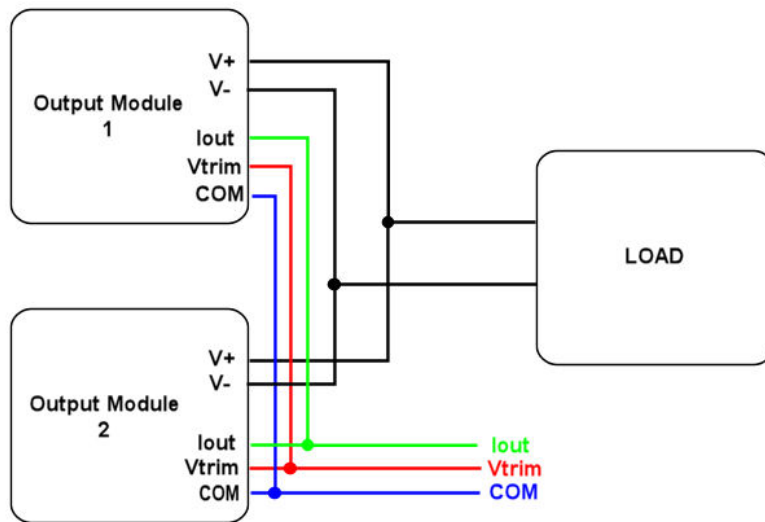 V+
V-
Output Module
1
Iout
Vtrim
COM
LOAD
V+
V-
Output Module
2
Iout
Vtrim
COM
Iout
Vtrim
COM